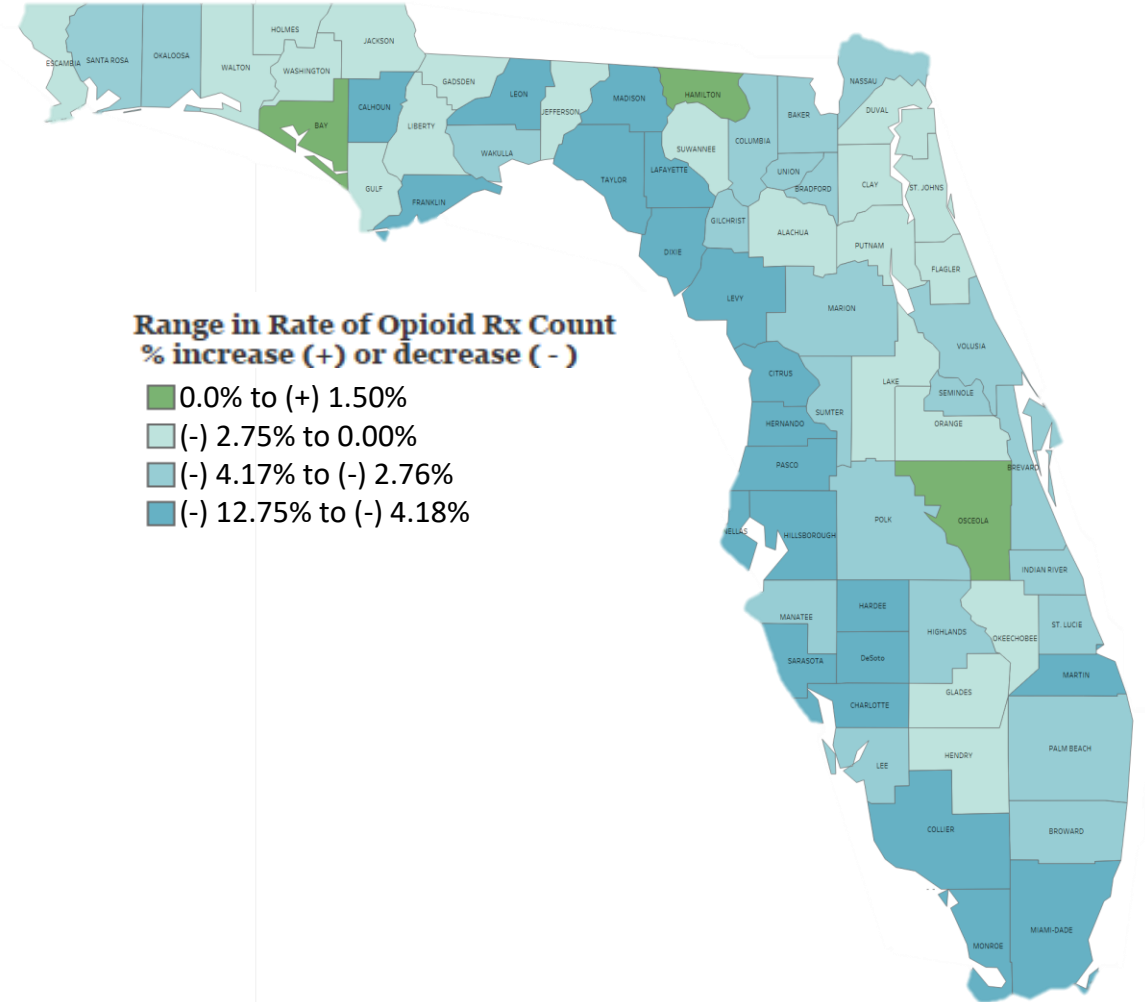 HOLMES
JACKSON
ESCAMBIA
SANTA ROSA
OKALOOSA
WALTON
WASHINGTON
GADSDEN
LEON
JEFFERSON
MADISON
HAMILTON
NASSAU
BAY
CALHOUN
LIBERTY
WAKULLA
TAYLOR
LAFAYETTE
SUWANNEE
COLUMBIA
BAKER
DUVAL
GULF
FRANKLIN
UNION
BRADFORD
CLAY
ST. JOHNS
DIXIE
GILCHRIST
ALACHUA
PUTNAM
FLAGLER
LEVY
MARION
VOLUSIA
Range in Rate of Opioid Rx Count
% increase (+) or decrease ( - )
0.0% to (+) 1.50%
(-) 2.75% to 0.00%
(-) 4.17% to (-) 2.76%
(-) 12.75% to (-) 4.18%
CITRUS
LAKE
SEMINOLE
SUMTER
HERNANDO
ORANGE
PASCO
BREVARD
ELLAS
HILLSBOROUGH
POLK
OSCEOLA
INDIAN RIVER
MANATEE
HARDEE
HIGHLANDS
OKEECHOBEE
ST. LUCIE
SARASOTA
DeSoto
MARTIN
CHARLOTTE
GLADES
LEE
HENDRY
PALM BEACH
COLLIER
BROWARD
MONROE
MIAMI-DADE